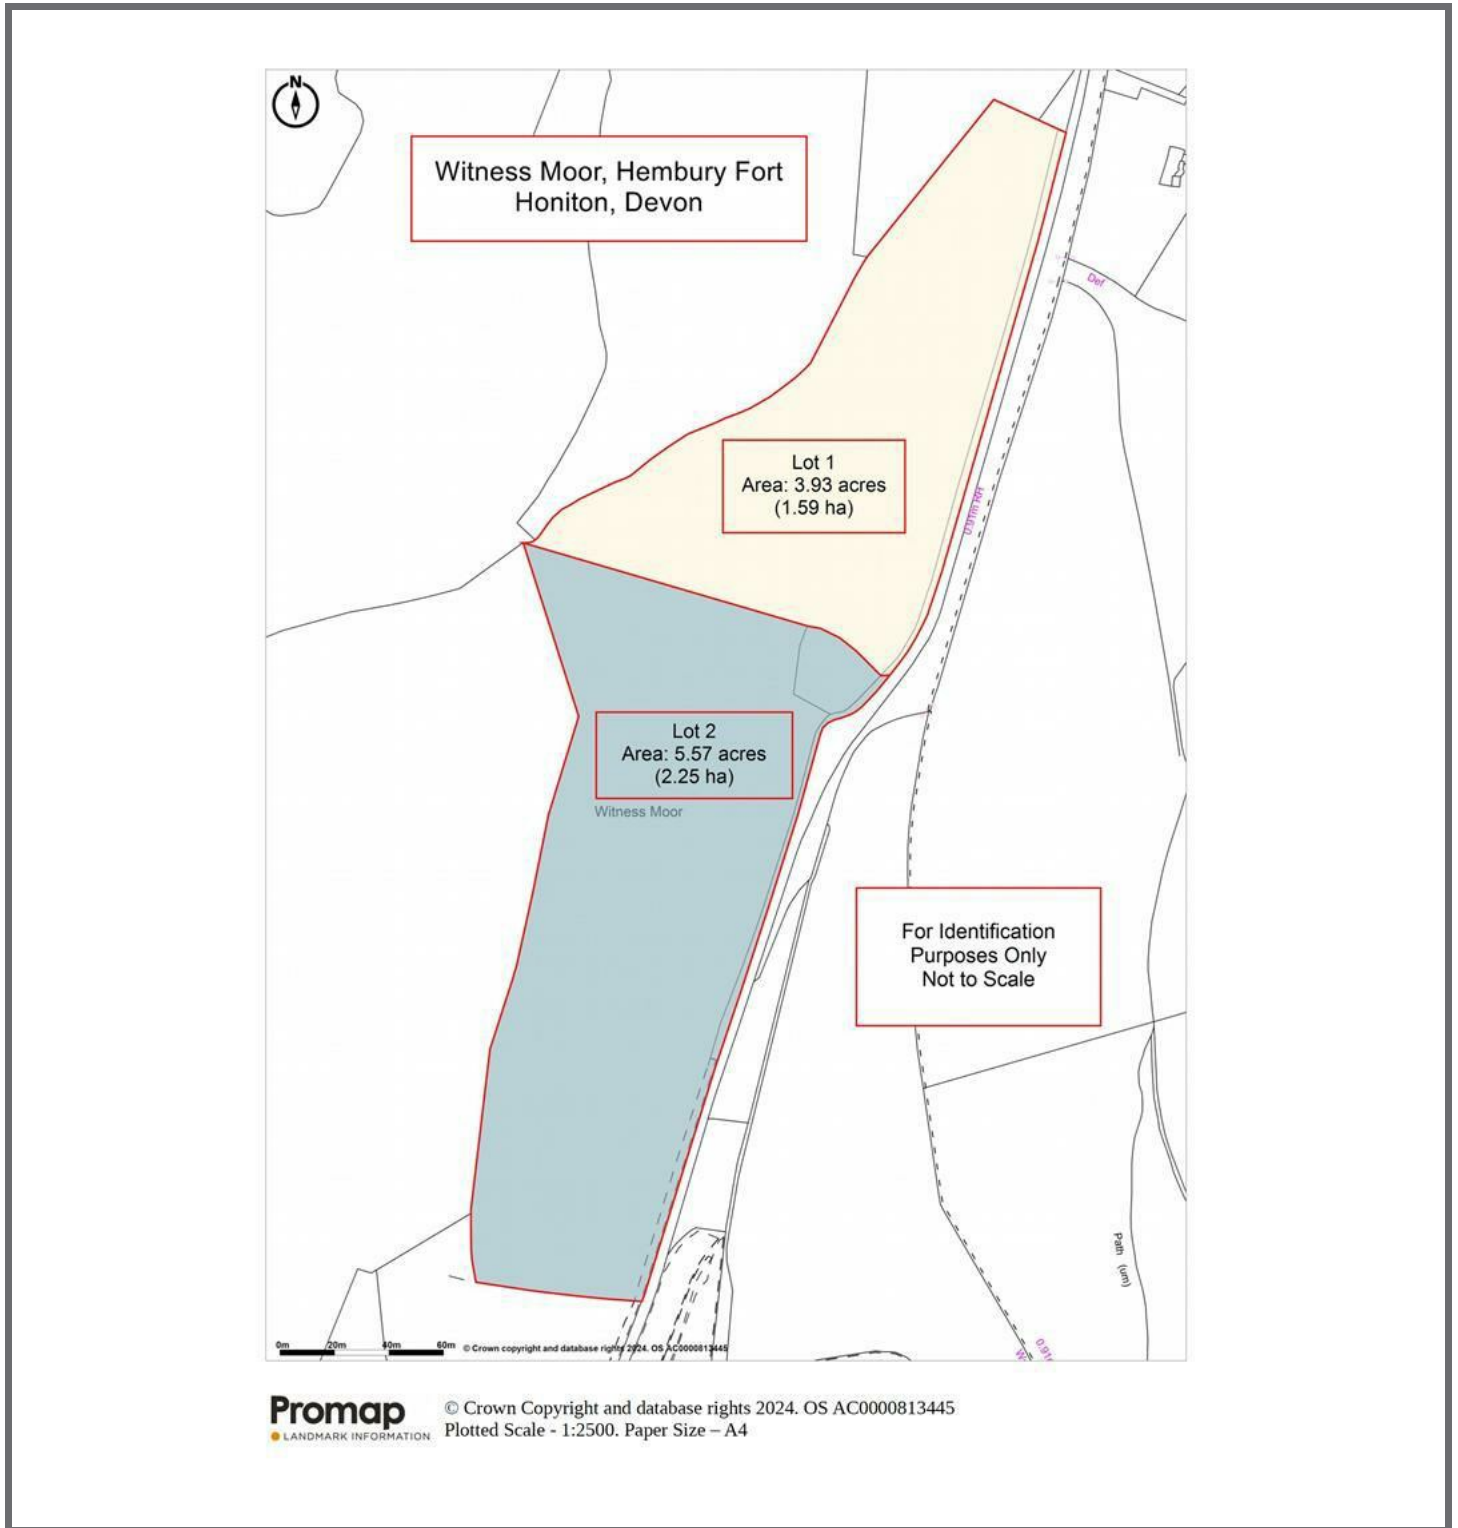 N
Witness Moor, Hembury Fort
Honiton, Devon
Def
Lot 1
Area: 3.93 acres
(1.59 ha)
0.91m RH
Lot 2
Area: 5.57 acres
(2.25 ha)
Witness Moor
For Identification
Purposes Only
Not to Scale
Path (um)
0m 20m 40m 60m © Crown copyright and database rights 2024. OS AC0000813445
Promap
LANDMARK INFORMATION
© Crown Copyright and database rights 2024. OS AC0000813445
Plotted Scale - 1:2500. Paper Size – A4